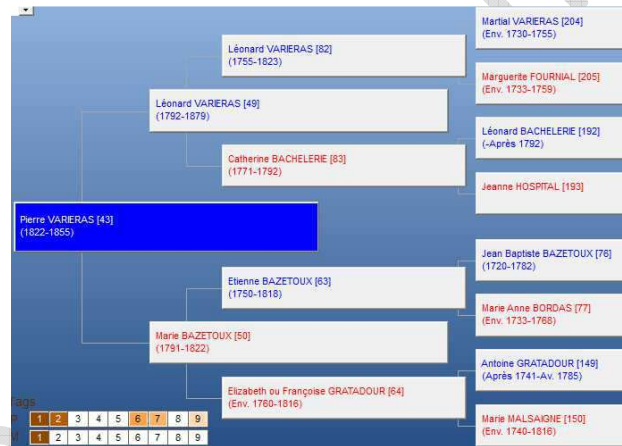 Martial VARIERAS [204]
(Env. 1730-1755)
Léonard VARIERAS [82]
(1755-1823)
Marguerite FOURNIAL [205]
(Env. 1733-1759)
Léonard VARIERAS [49]
(1792-1879)
Léonard BACHELERIE [192]
(-Après 1792)
Catherine BACHELERIE [83]
(1771-1792)
Jeanne HOSPITAL [193]
Pierre VARIERAS [43]
(1822-1855)
Jean Baptiste BAZETOUX [76]
(1720-1782)
Etienne BAZETOUX [63]
(1750-1818)
Marie Anne BORDAS [77]
(Env. 1733-1768)
Marie BAZETOUX [50]
(1791-1822)
Antoine GRATADOUR [149]
(Après 1741-Av. 1785)
Elizabeth ou Françoise GRATADOUR [64]
(Env. 1760-1816)
Marie MALSAIGNE [150]
(Env. 1740-1816)
Tags
P 1 2 3 4 5 6 7 8 9
M 1 2 3 4 5 6 7 8 9